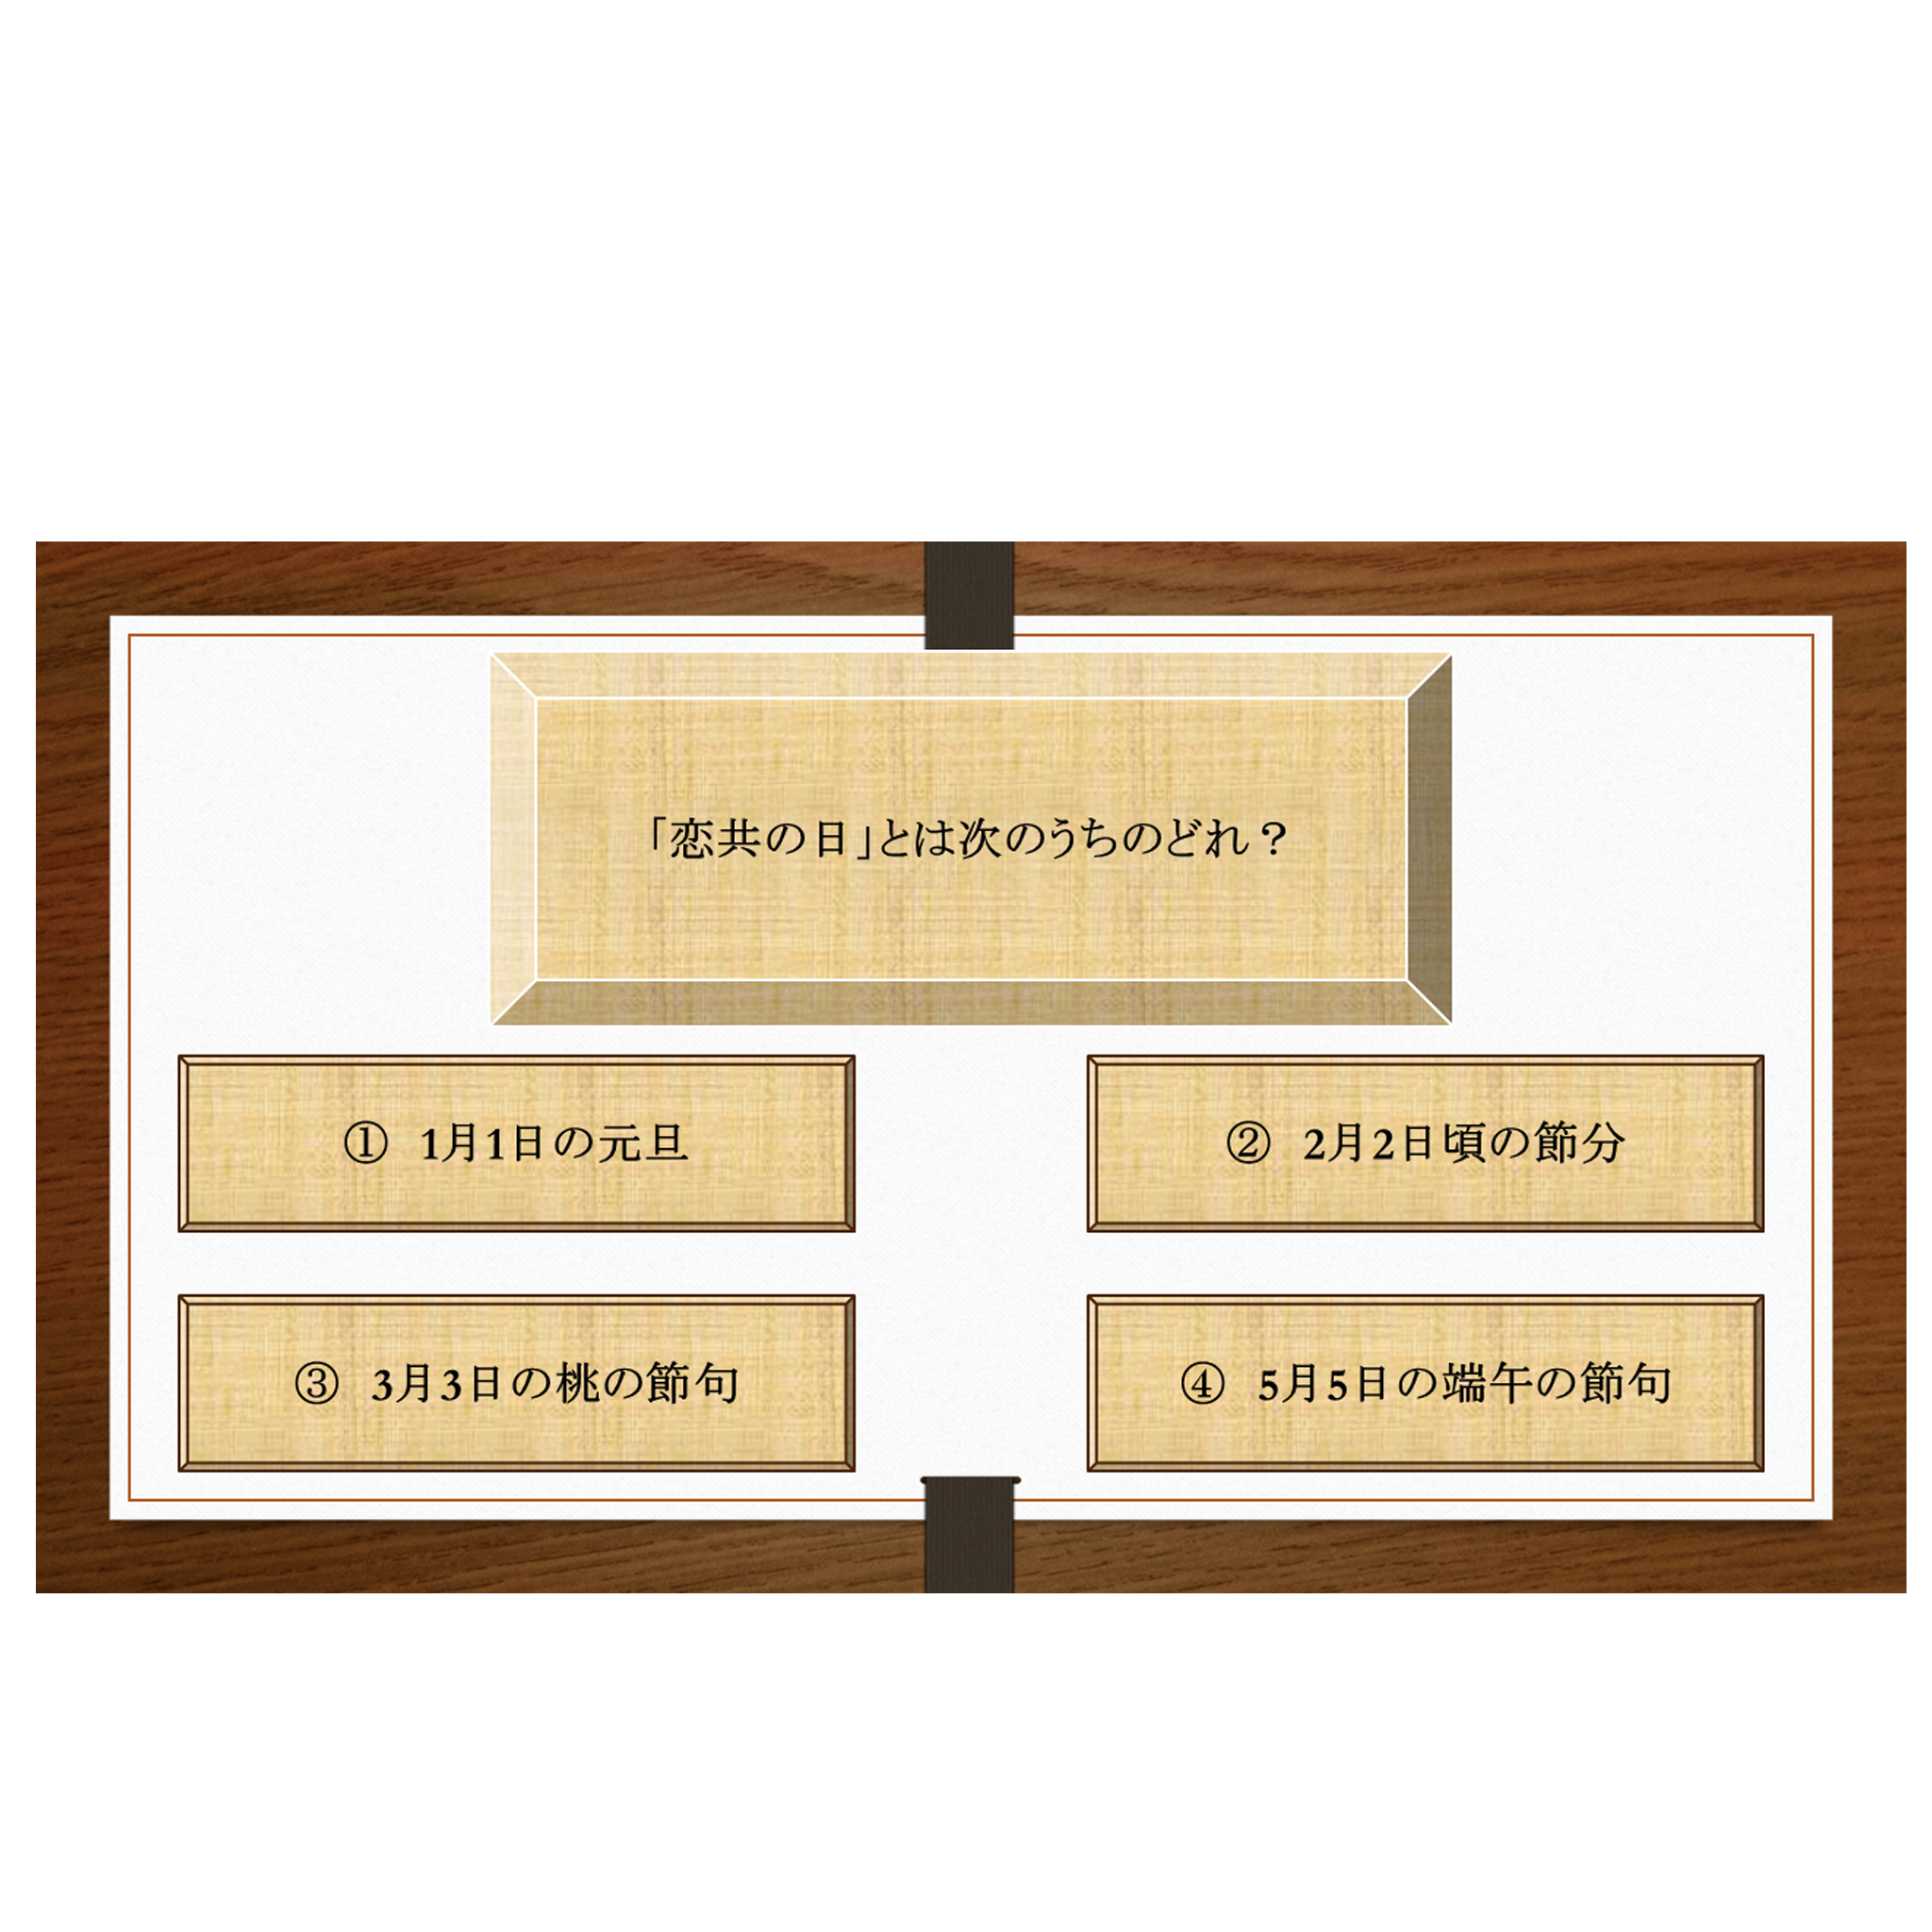 「恋共の日」とは次のうちのどれ？
① 1月1日の元旦
② 2月2日頃の節分
③ 3月3日の桃の節句
④ 5月5日の端午の節句